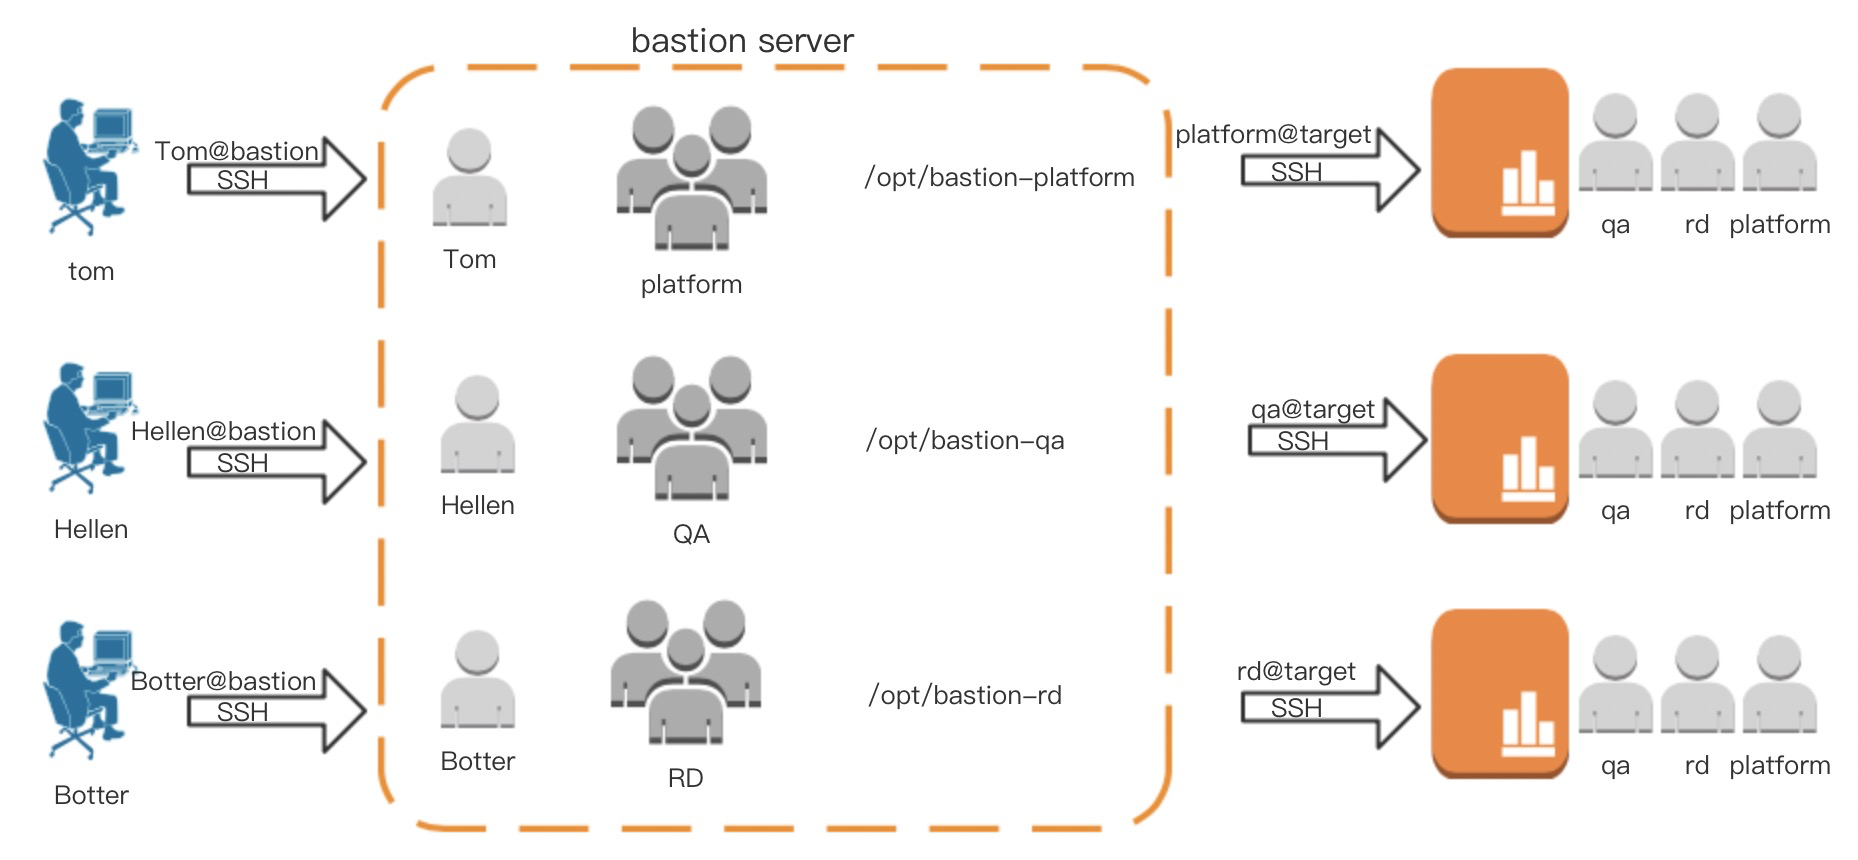 bastion server
Tom@bastion
SSH
tom
Tom
platform
/opt/bastion-platform
platform@target
SSH
qa rd platform
Hellen@bastion
SSH
Hellen
Hellen
QA
/opt/bastion-qa
qa@target
SSH
qa rd platform
Botter@bastion
SSH
Botter
Botter
RD
/opt/bastion-rd
rd@target
SSH
qa rd platform